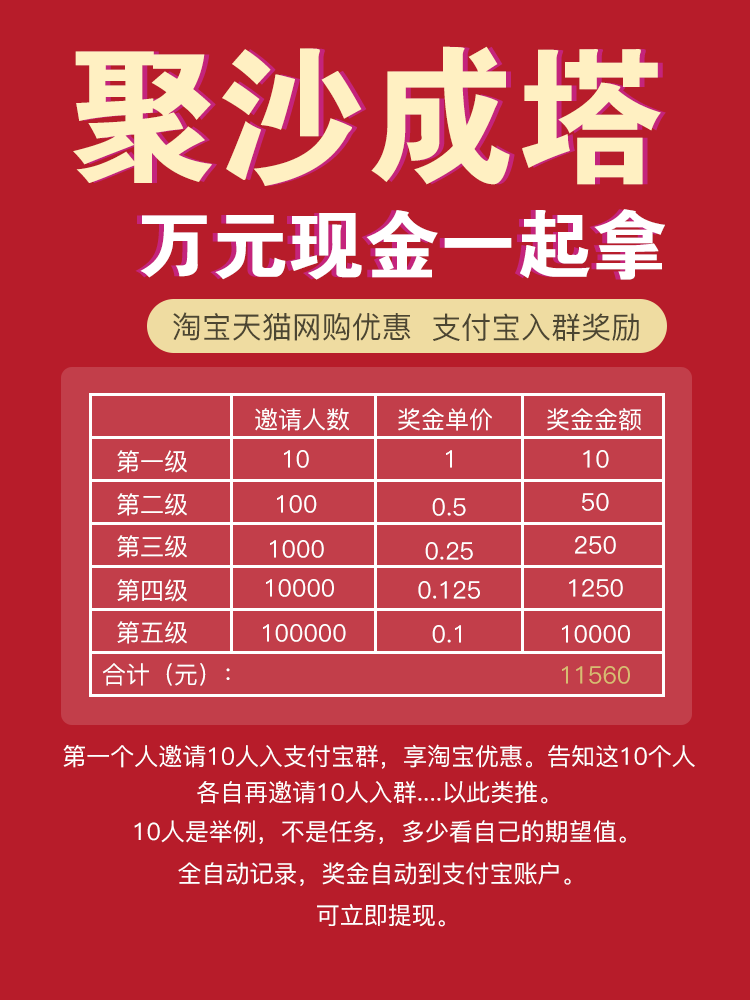 聚沙成塔
万元现金一起拿
淘宝天猫网购优惠 支付宝入群奖励
邀请人数 奖金单价 奖金金额
第一级 10 1 10
第二级 100 0.5 50
第三级 1000 0.25 250
第四级 10000 0.125 1250
第五级 100000 0.1 10000
合计（元）： 11560
第一个人邀请10人入支付宝群，享淘宝优惠。告知这10个人
各自再邀请10人入群....以此类推。
10人是举例，不是任务，多少看自己的期望值。
全自动记录，奖金自动到支付宝账户。
可立即提现。